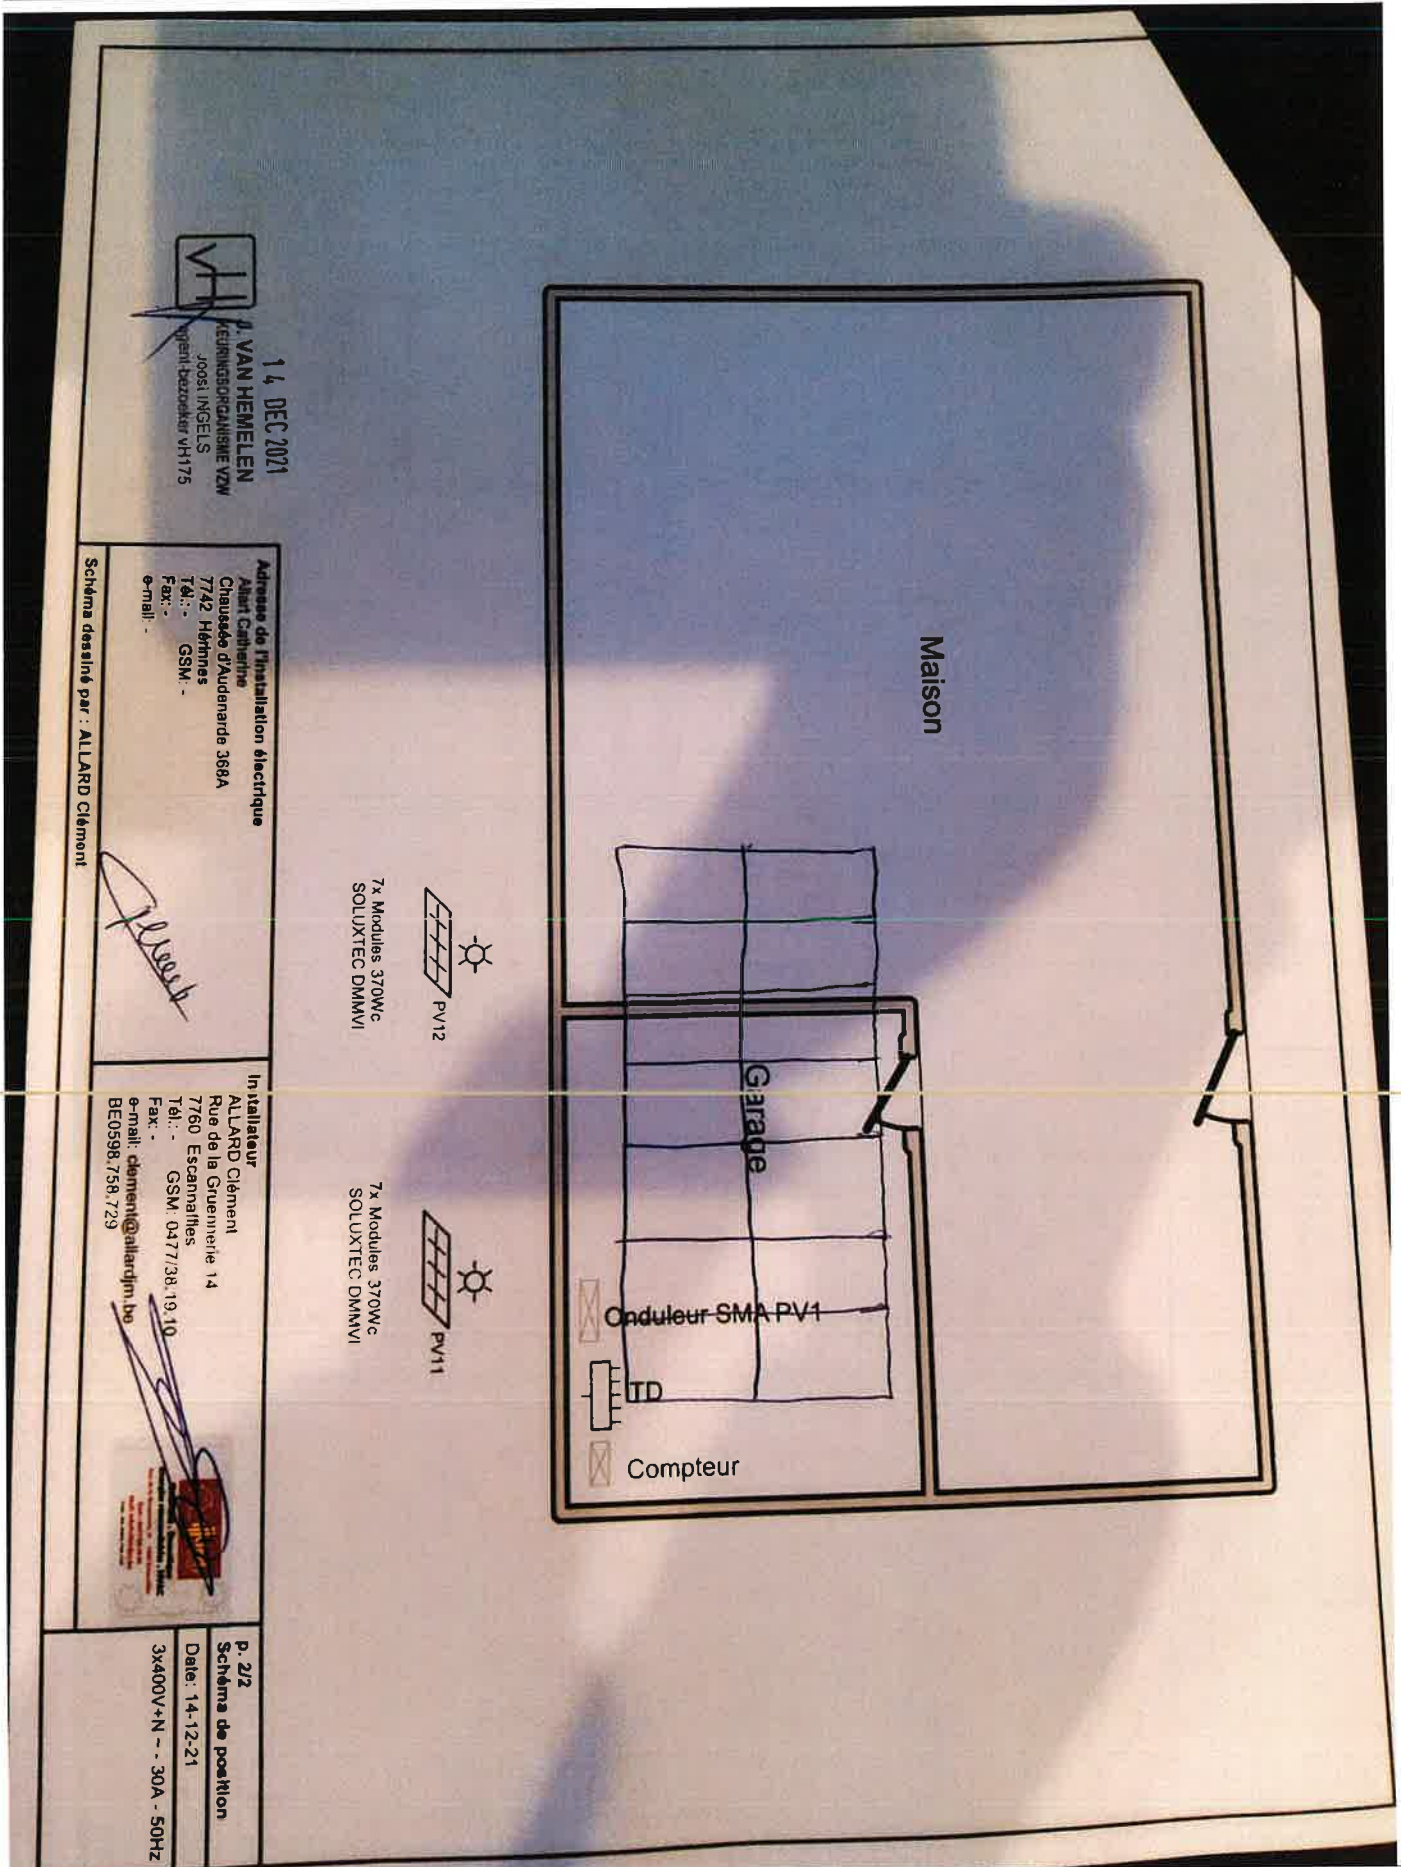 Maison
Garage
Onduleur SMA PV1
TD
Compteur
PV12
7x Modules 370Wc
SOLUXTEC DMMVI
PV11
7x Modules 370Wc
SOLUXTEC DMMVI
14 DEC 2021
vH
J. VAN HEMELEN
KEURINGSORGANISME VZW
Joost INGELS
agent-bezoeker vH175
Adresse de l'installation électrique
Allart Catherine
Chaussée d'Audenarde 368A
7742 Hérinnes
Tél.: - GSM: -
Fax: -
e-mail: -
Schéma dessiné par : ALLARD Clément
Installateur
ALLARD Clément
Rue de la Gruennerie 14
7760 Escannaffles
Tél.: - GSM: 0477/38.19.10
Fax: -
e-mail: clement@allardjm.be
BE0598.758.729
p. 2/2
Schéma de position
Date: 14-12-21
3x400V+N ~ - 30A - 50Hz